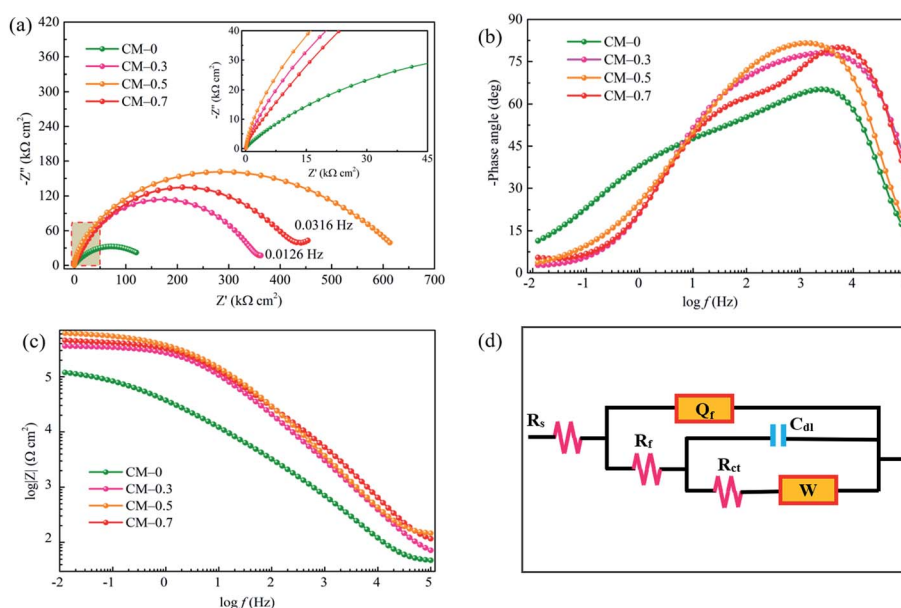 (a)
-Z'' (kΩ cm²)
420
360
300
240
180
120
60
0
CM–0
CM–0.3
CM–0.5
CM–0.7
-Z'' (kΩ cm²)
40
30
20
10
0
0 15 30 45
Z' (kΩ cm²)
0.0316 Hz
0.0126 Hz
0 100 200 300 400 500 600 700
Z' (kΩ cm²)
(b)
-Phase angle (deg)
90
75
60
45
30
15
0
CM–0
CM–0.3
CM–0.5
CM–0.7
-2 -1 0 1 2 3 4 5
log f (Hz)
(c)
log|Z| (Ω cm²)
5
4
3
2
CM–0
CM–0.3
CM–0.5
CM–0.7
-2 -1 0 1 2 3 4 5
log f (Hz)
(d)
Rs
Qf
Rf
Cdl
Rct
W